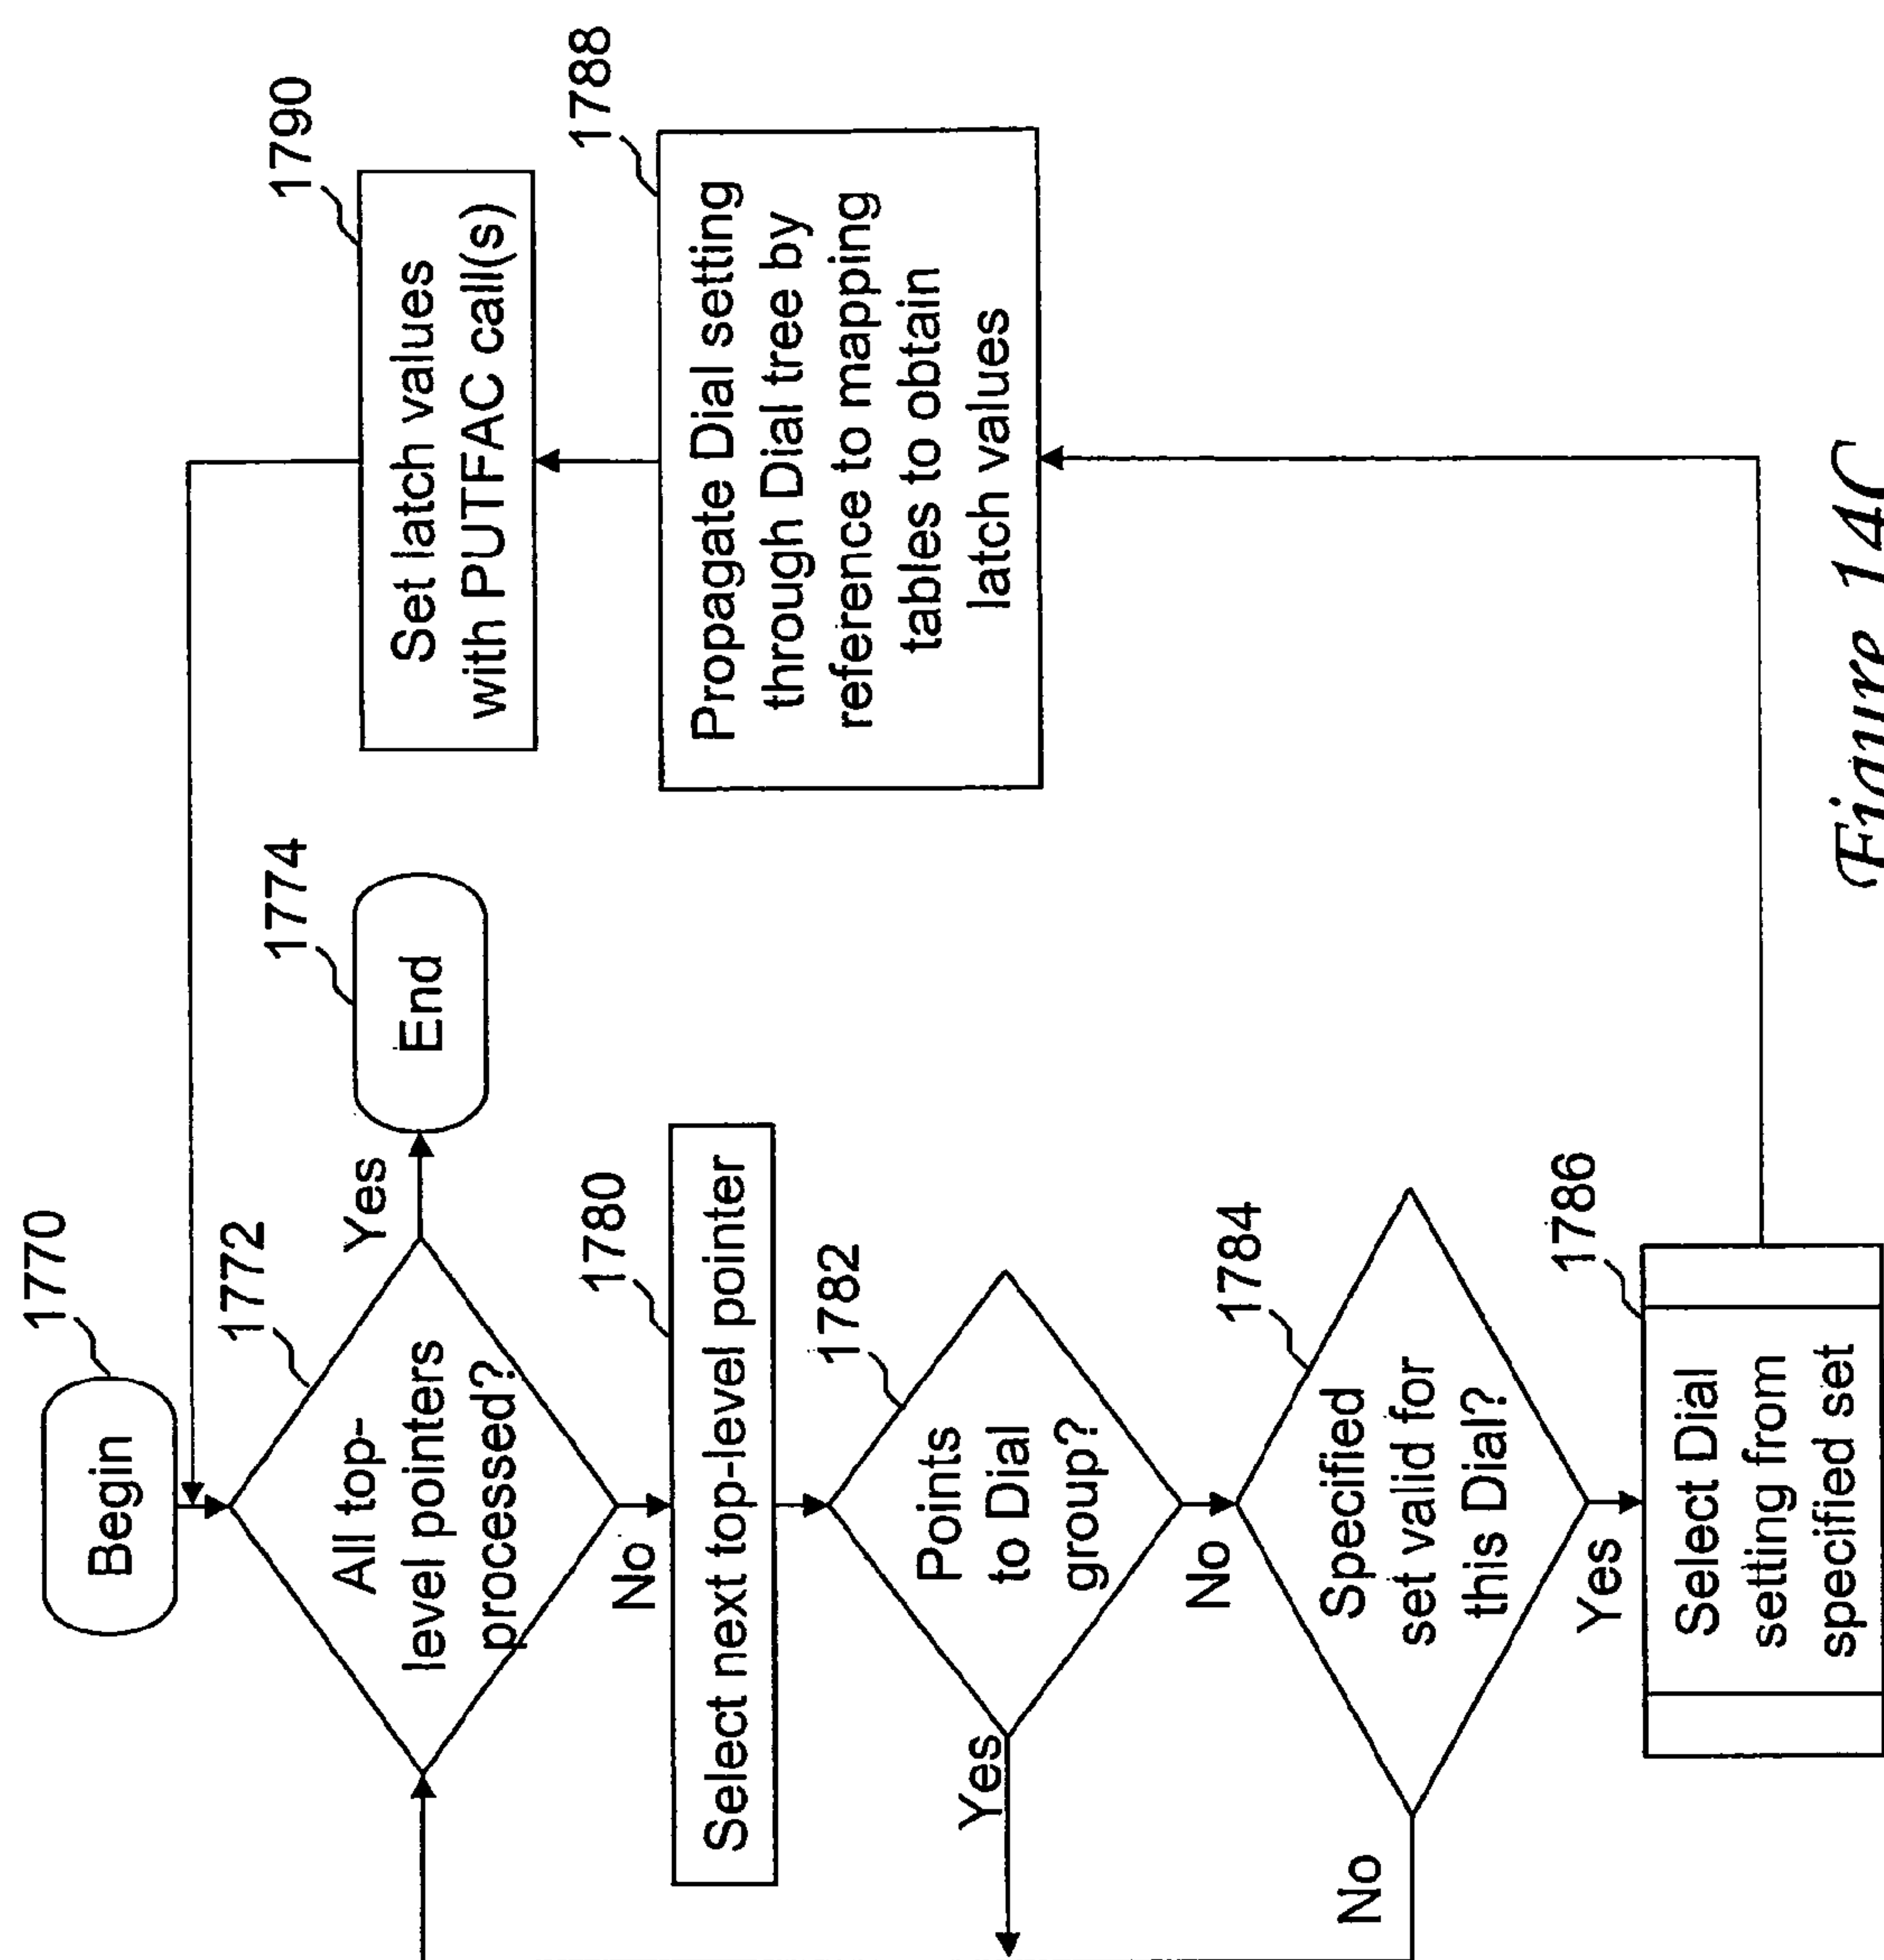 1770
Begin
1772
All top-
level pointers
processed?
Yes
1774
End
No
1780
Select next top-level pointer
1782
Points
to Dial
group?
Yes
No
1784
Specified
set valid for
this Dial?
No
Yes
1786
Select Dial
setting from
specified set
1788
Propagate Dial setting
through Dial tree by
reference to mapping
tables to obtain
latch values
1790
Set latch values
with PUTFAC call(s)
Figure 14C